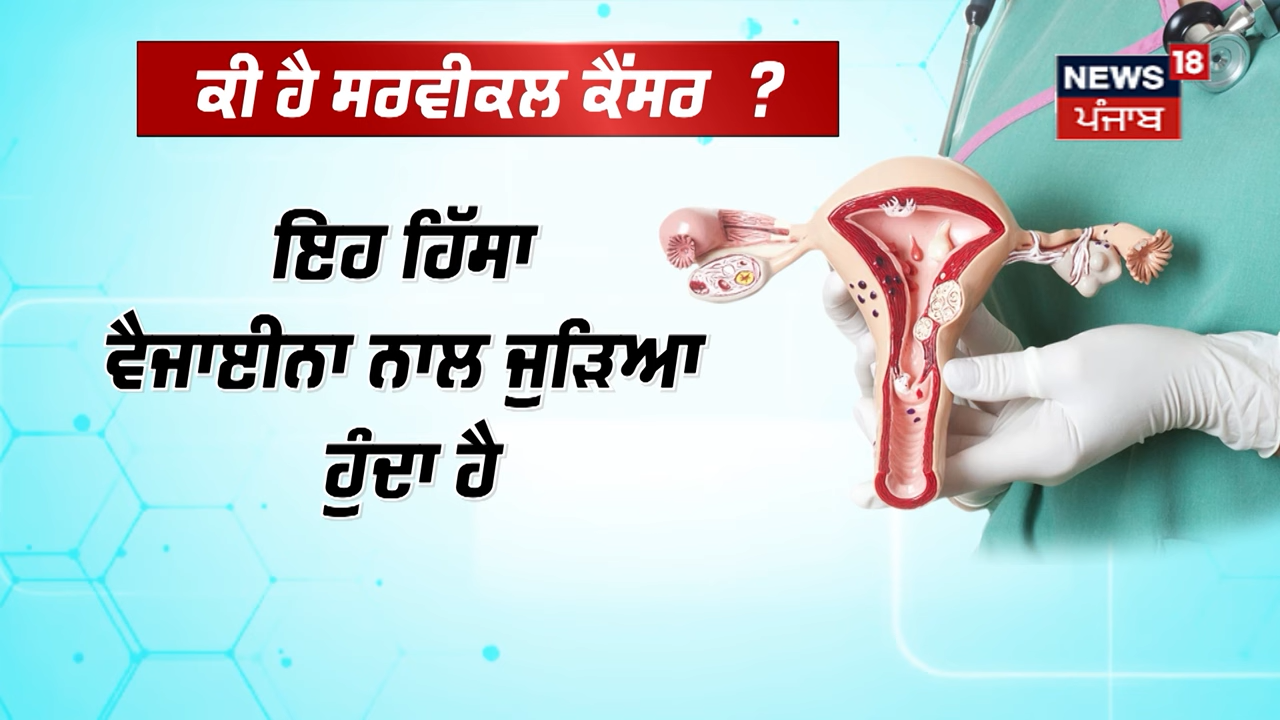 ਕੀ ਹੈ ਸਰਵੀਕਲ ਕੈਂਸਰ ?
NEWS 18
ਪੰਜਾਬ
ਇਹ ਹਿੱਸਾ
ਵੈਜਾਈਨਾ ਨਾਲ ਜੁੜਿਆ
ਹੁੰਦਾ ਹੈ